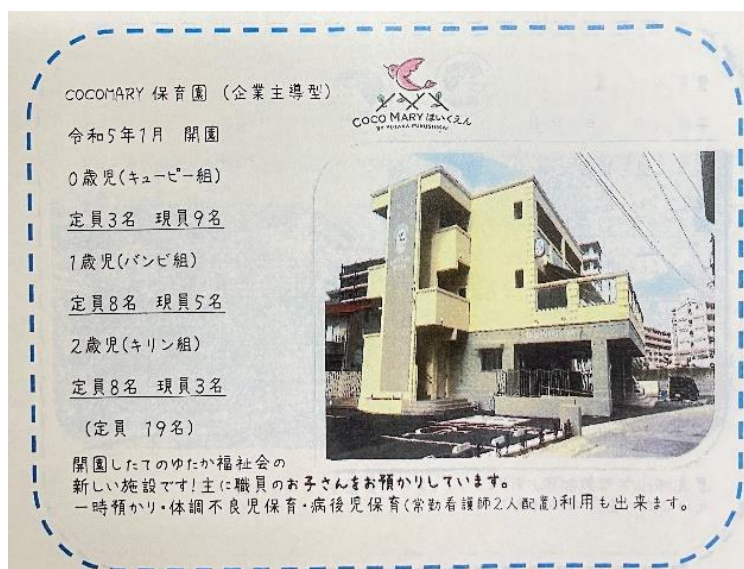 COCOMARY 保育園 (企業主導型)
COCO MARY ほいくえん
BY YUTAKA FUKUSHIKAI
令和5年1月 開園
0歳児(キューピー組)
定員3名 現員9名
1歳児(バンビ組)
定員8名 現員5名
2歳児(キリン組)
定員8名 現員3名
(定員 19名)
開園したてのゆたか福祉会の
新しい施設です!主に職員のお子さんをお預かりしています。
一時預かり・体調不良児保育・病後児保育(常勤看護師2人配置)利用も出来ます。